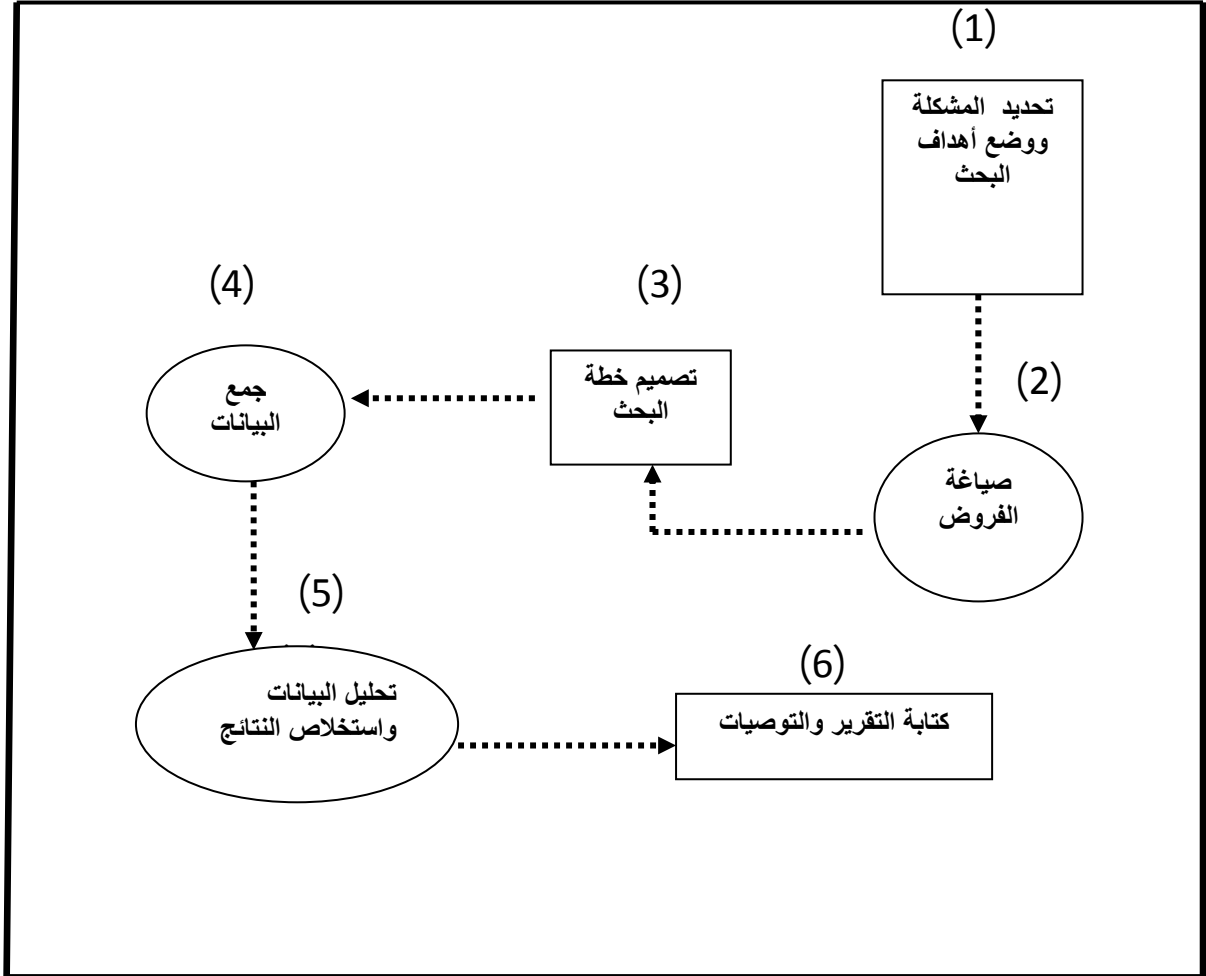 (1)
تحديد المشكلة
ووضع أهداف
البحث
(2)
صياغة
الفروض
(3)
تصميم خطة
البحث
(4)
جمع
البيانات
(5)
تحليل البيانات
واستخلاص النتائج
(6)
كتابة التقرير والتوصيات